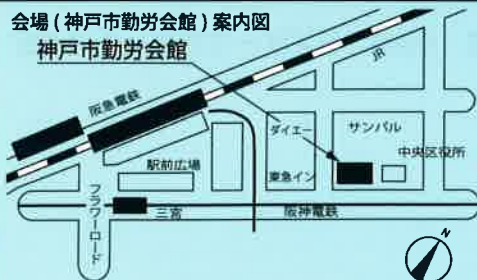 会場(神戸市勤労会館)案内図
神戸市勤労会館
JR
阪急電鉄
ダイエー
サンパル
中央区役所
駅前広場
東急イン
フラワーロード
三宮
阪神電鉄
N